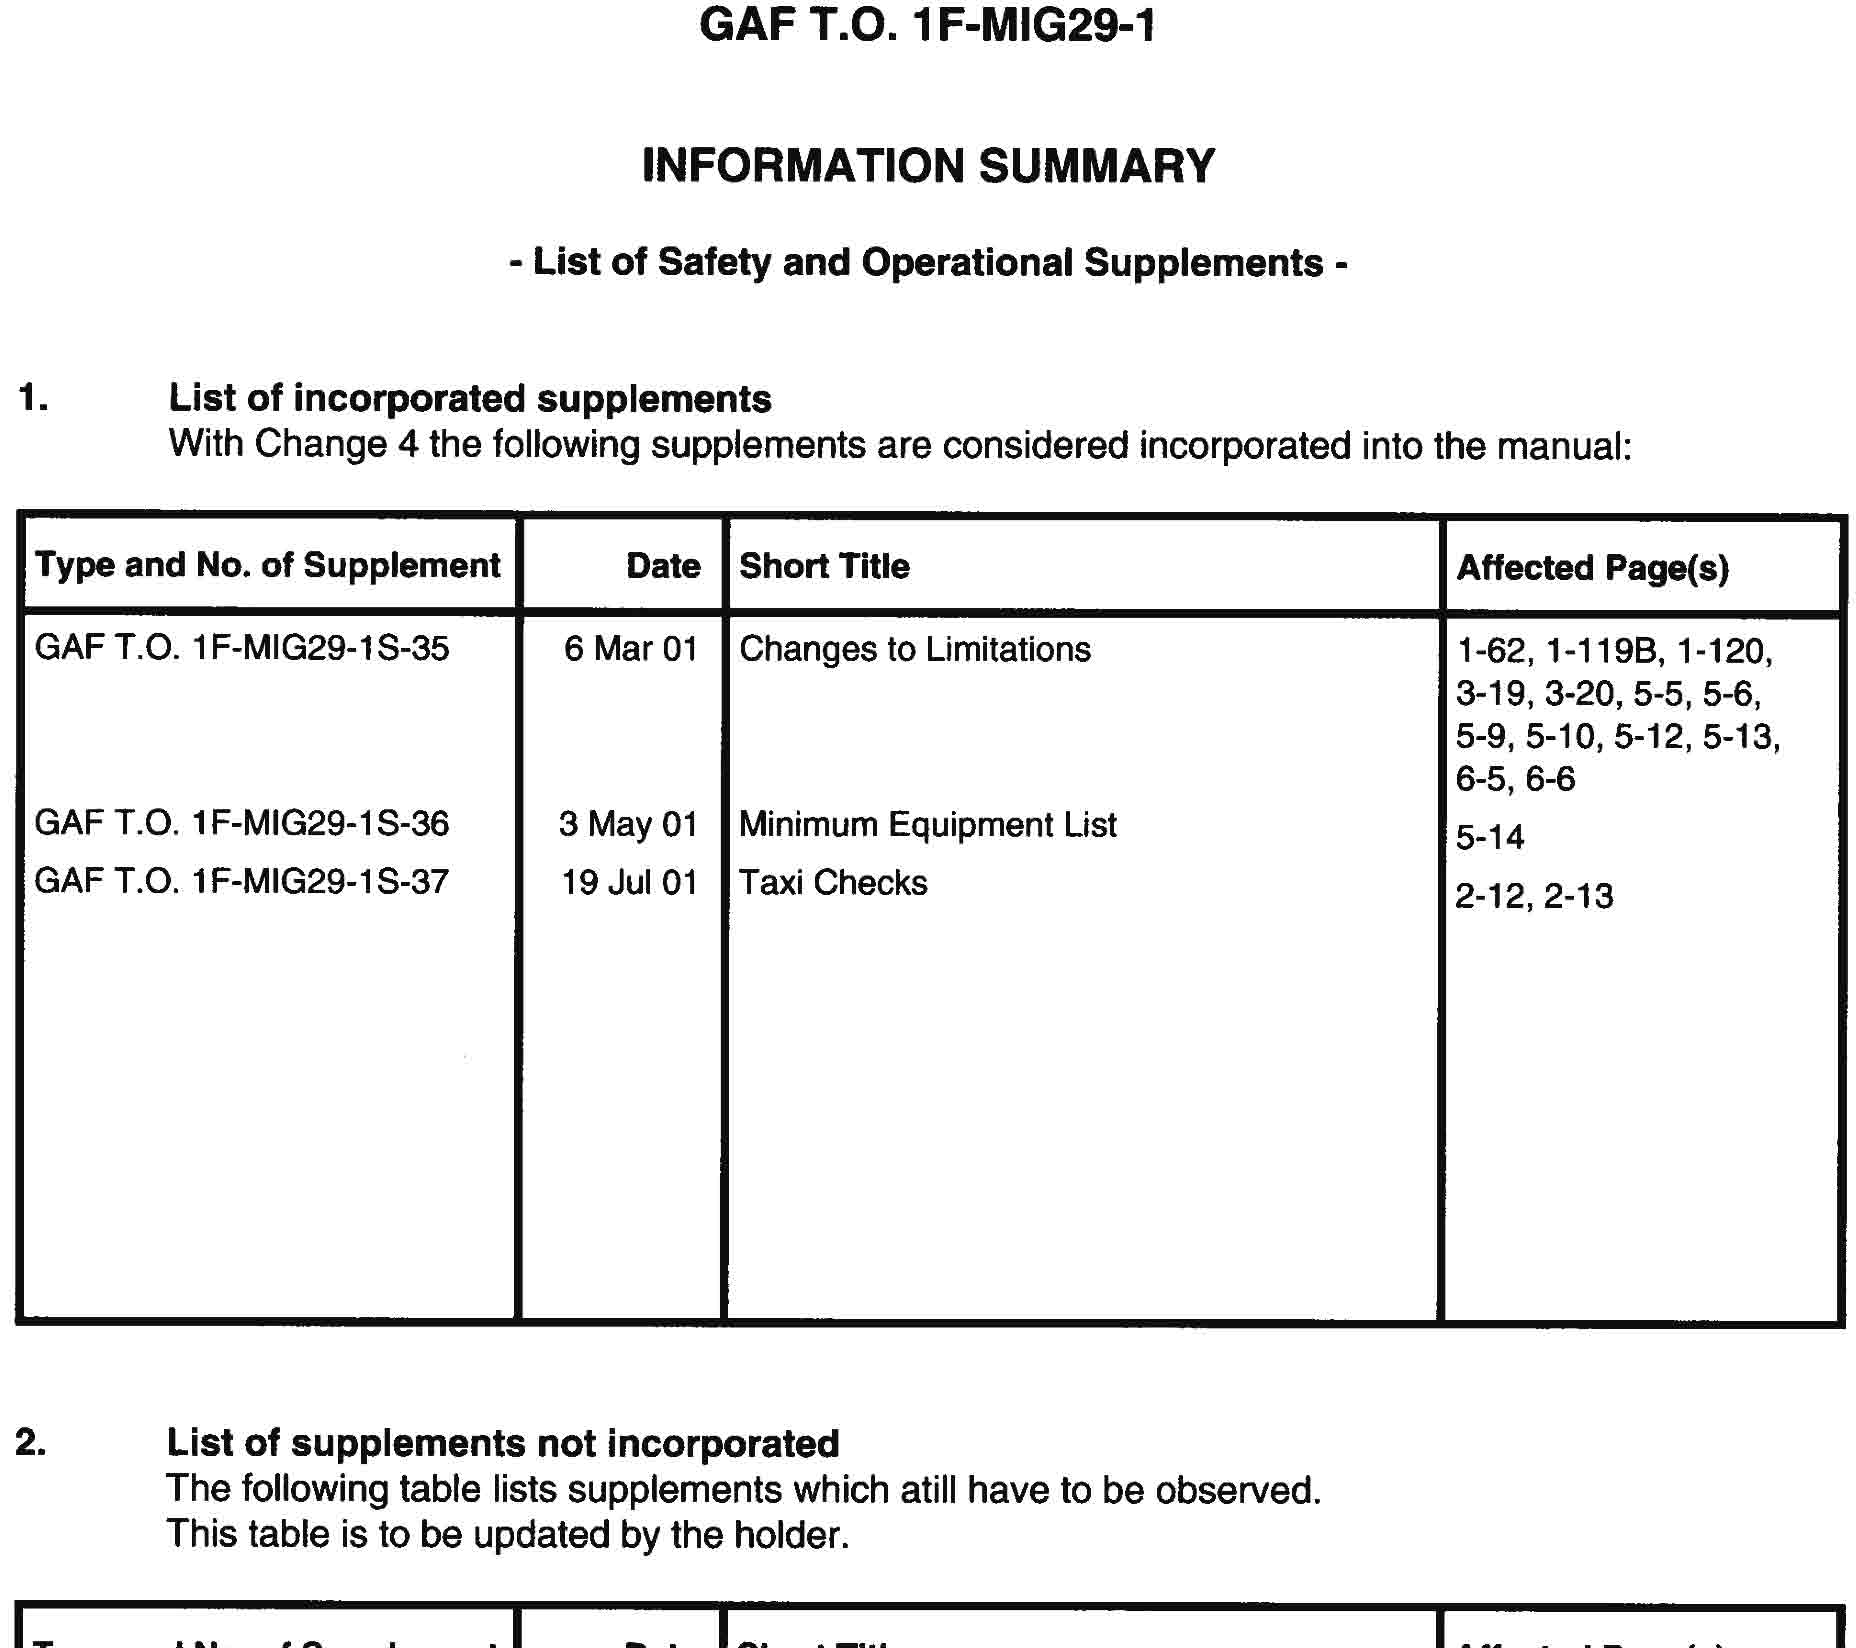 GAF T.O. 1F-MIG29-1
INFORMATION SUMMARY
- List of Safety and Operational Supplements -
1. List of incorporated supplements
With Change 4 the following supplements are considered incorporated into the manual:
Type and No. of Supplement Date Short Title Affected Page(s)
GAF T.O. 1F-MIG29-1S-35 6 Mar 01 Changes to Limitations 1-62, 1-119B, 1-120,
3-19, 3-20, 5-5, 5-6,
5-9, 5-10, 5-12, 5-13,
6-5, 6-6
GAF T.O. 1F-MIG29-1S-36 3 May 01 Minimum Equipment List 5-14
GAF T.O. 1F-MIG29-1S-37 19 Jul 01 Taxi Checks 2-12, 2-13
2. List of supplements not incorporated
The following table lists supplements which atill have to be observed.
This table is to be updated by the holder.